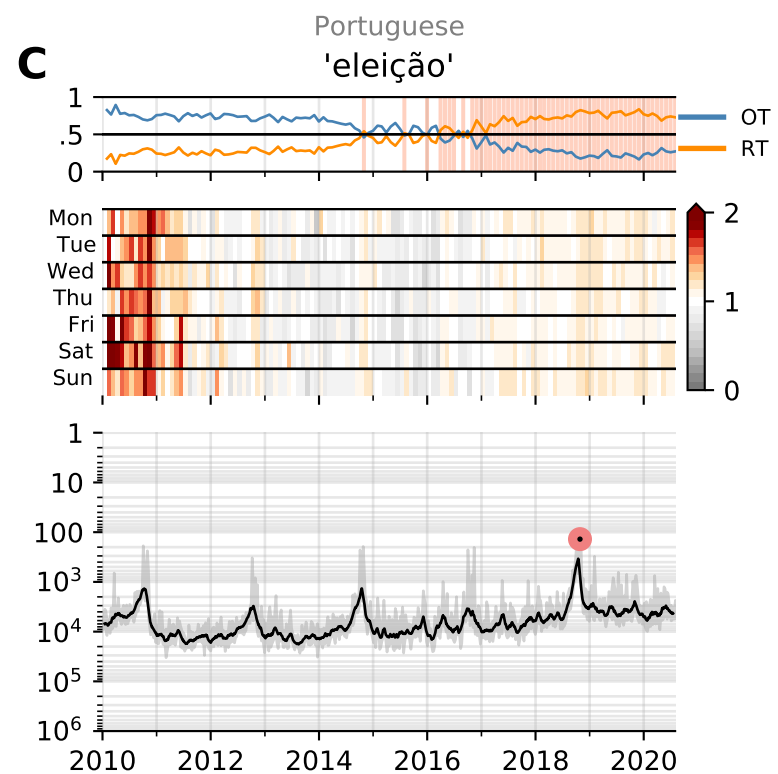 Portuguese
C
'eleição'
1
.5
0
OT
RT
Mon
Tue
Wed
Thu
Fri
Sat
Sun
2
1
0
1
10
100
10³
10⁴
10⁵
10⁶
2010 2012 2014 2016 2018 2020